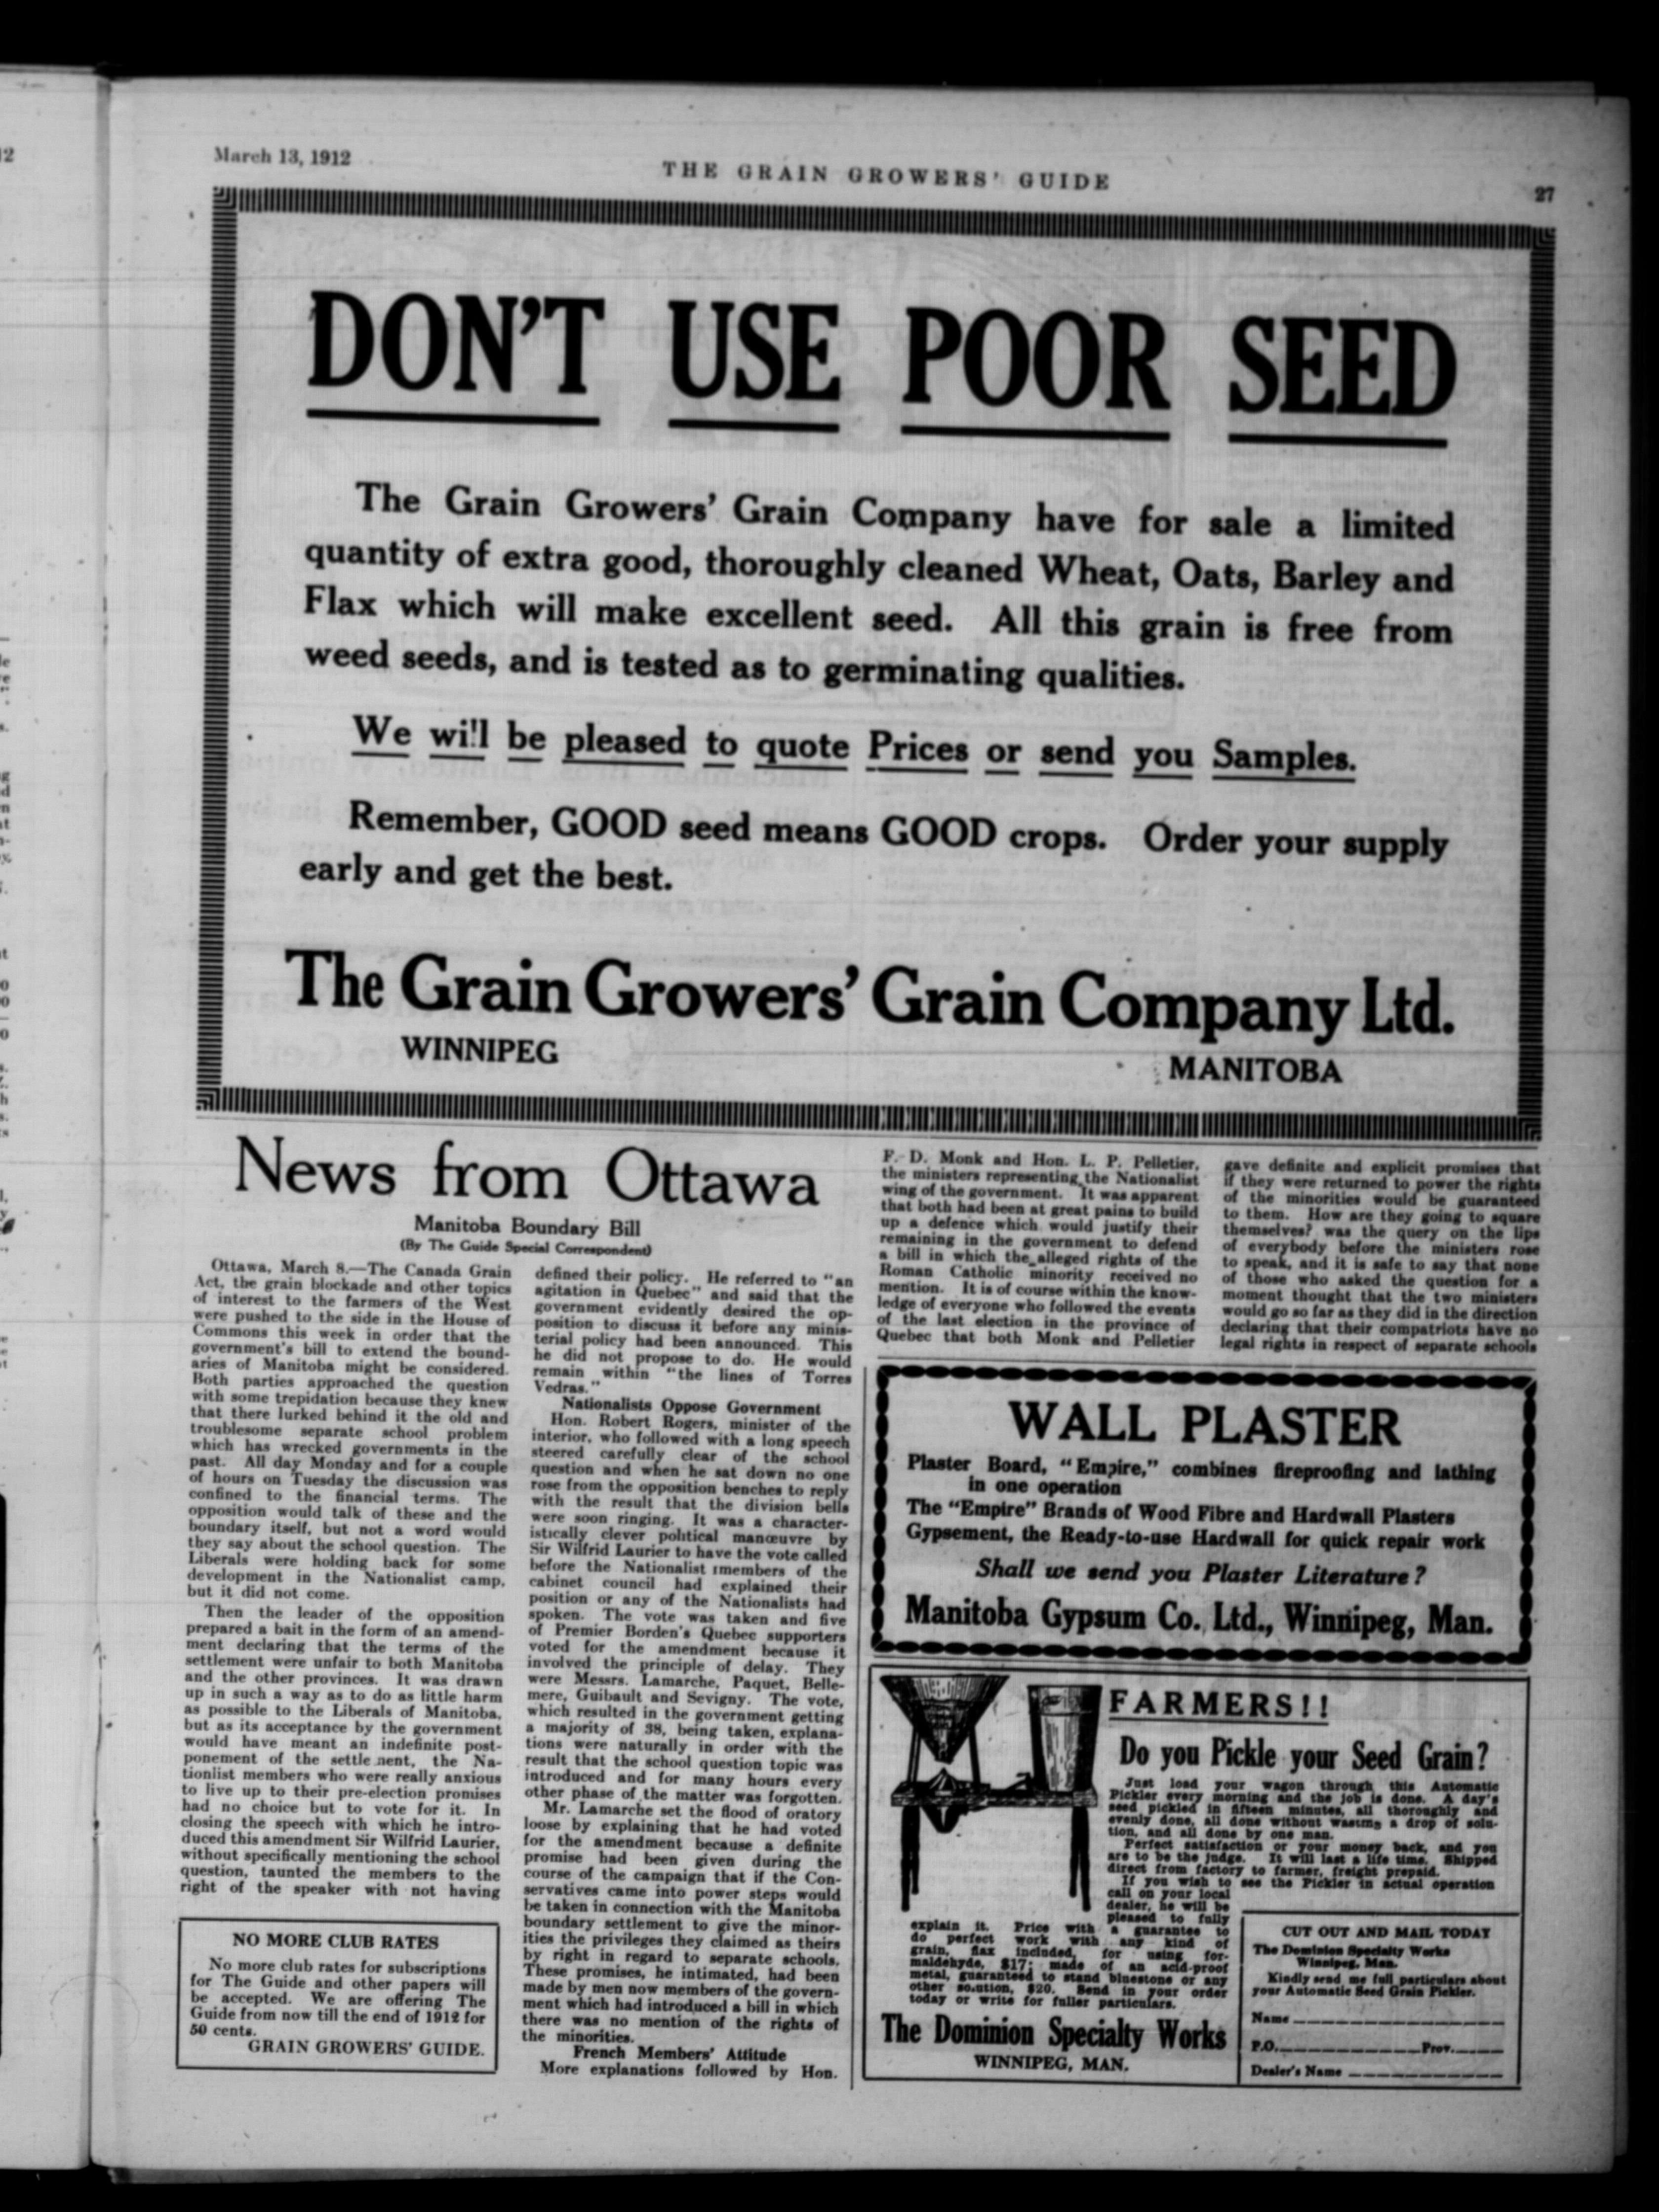 March 13, 1912
THE GRAIN GROWERS' GUIDE
27
DON'T USE POOR SEED
The Grain Growers' Grain Company have for sale a limited
quantity of extra good, thoroughly cleaned Wheat, Oats, Barley and
Flax which will make excellent seed. All this grain is free from
weed seeds, and is tested as to germinating qualities.
We will be pleased to quote Prices or send you Samples.
Remember, GOOD seed means GOOD crops. Order your supply
early and get the best.
The Grain Growers' Grain Company Ltd.
WINNIPEG
MANITOBA
News from Ottawa
Manitoba Boundary Bill
(By The Guide Special Correspondent)
Ottawa, March 8.—The Canada Grain
Act, the grain blockade and other topics
of interest to the farmers of the West
were pushed to the side in the House of
Commons this week in order that the
government's bill to extend the bound-
aries of Manitoba might be considered.
Both parties approached the question
with some trepidation because they knew
that there lurked behind it the old and
troublesome separate school problem
which has wrecked governments in the
past. All day Monday and for a couple
of hours on Tuesday the discussion was
confined to the financial terms. The
opposition would talk of these and the
boundary itself, but not a word would
they say about the school question. The
Liberals were holding back for some
development in the Nationalist camp,
but it did not come.
Then the leader of the opposition
prepared a bait in the form of an amend-
ment declaring that the terms of the
settlement were unfair to both Manitoba
and the other provinces. It was drawn
up in such a way as to do as little harm
as possible to the Liberals of Manitoba,
but as its acceptance by the government
would have meant an indefinite post-
ponement of the settle nent, the Na-
tionlist members who were really anxious
to live up to their pre-election promises
had no choice but to vote for it. In
closing the speech with which he intro-
duced this amendment Sir Wilfrid Laurier,
without specifically mentioning the school
question, taunted the members to the
right of the speaker with not having
NO MORE CLUB RATES
No more club rates for subscriptions
for The Guide and other papers will
be accepted. We are offering The
Guide from now till the end of 1912 for
50 cents.
GRAIN GROWERS' GUIDE.
defined their policy. He referred to "an
agitation in Quebec" and said that the
government evidently desired the op-
position to discuss it before any minis-
terial policy had been announced. This
he did not propose to do. He would
remain within "the lines of Torres
Vedras."
Nationalists Oppose Government
Hon. Robert Rogers, minister of the
interior, who followed with a long speech
steered carefully clear of the school
question and when he sat down no one
rose from the opposition benches to reply
with the result that the division bells
were soon ringing. It was a character-
istically clever political manœuvre by
Sir Wilfrid Laurier to have the vote called
before the Nationalist members of the
cabinet council had explained their
position or any of the Nationalists had
spoken. The vote was taken and five
of Premier Borden's Quebec supporters
voted for the amendment because it
involved the principle of delay. They
were Messrs. Lamarche, Paquet, Belle-
mere, Guibault and Sevigny. The vote,
which resulted in the government getting
a majority of 38, being taken, explana-
tions were naturally in order with the
result that the school question topic was
introduced and for many hours every
other phase of the matter was forgotten.
Mr. Lamarche set the flood of oratory
loose by explaining that he had voted
for the amendment because a definite
promise had been given during the
course of the campaign that if the Con-
servatives came into power steps would
be taken in connection with the Manitoba
boundary settlement to give the minor-
ities the privileges they claimed as theirs
by right in regard to separate schools.
These promises, he intimated, had been
made by men now members of the govern-
ment which had introduced a bill in which
there was no mention of the rights of
the minorities.
French Members' Attitude
More explanations followed by Hon.
F. D. Monk and Hon. L. P. Pelletier,
the ministers representing the Nationalist
wing of the government. It was apparent
that both had been at great pains to build
up a defence which would justify their
remaining in the government to defend
a bill in which the alleged rights of the
Roman Catholic minority received no
mention. It is of course within the know-
ledge of everyone who followed the events
of the last election in the province of
Quebec that both Monk and Pelletier
gave definite and explicit promises that
if they were returned to power the rights
of the minorities would be guaranteed
to them. How are they going to square
themselves? was the query on the lips
of everybody before the ministers rose
to speak, and it is safe to say that none
of those who asked the question for a
moment thought that the two ministers
would go so far as they did in the direction
declaring that their compatriots have no
legal rights in respect of separate schools
WALL PLASTER
Plaster Board, "Empire," combines fireproofing and lathing
in one operation
The "Empire" Brands of Wood Fibre and Hardwall Plasters
Gypsement, the Ready-to-use Hardwall for quick repair work
Shall we send you Plaster Literature?
Manitoba Gypsum Co. Ltd., Winnipeg, Man.
FARMERS!!
Do you Pickle your Seed Grain?
Just load your wagon through this Automatic
Pickler every morning and the job is done. A day's
seed pickled in fifteen minutes, all thoroughly and
evenly done, all done without wasting a drop of solu-
tion, and all done by one man.
Perfect satisfaction or your money back, and you
are to be the judge. It will last a life time. Shipped
direct from factory to farmer, freight prepaid.
If you wish to see the Pickler in actual operation
call on your local
dealer, he will be
pleased to fully
explain it. Price with a guarantee to
do perfect work with any kind of
grain, flax included, for using for-
maldehyde, $17; made of an acid-proof
metal, guaranteed to stand bluestone or any
other solution, $20. Send in your order
today or write for fuller particulars.
The Dominion Specialty Works
WINNIPEG, MAN.
CUT OUT AND MAIL TODAY
The Dominion Specialty Works
Winnipeg, Man.
Kindly send me full particulars about
your Automatic Seed Grain Pickler.
Name
P.O. Prov.
Dealer's Name